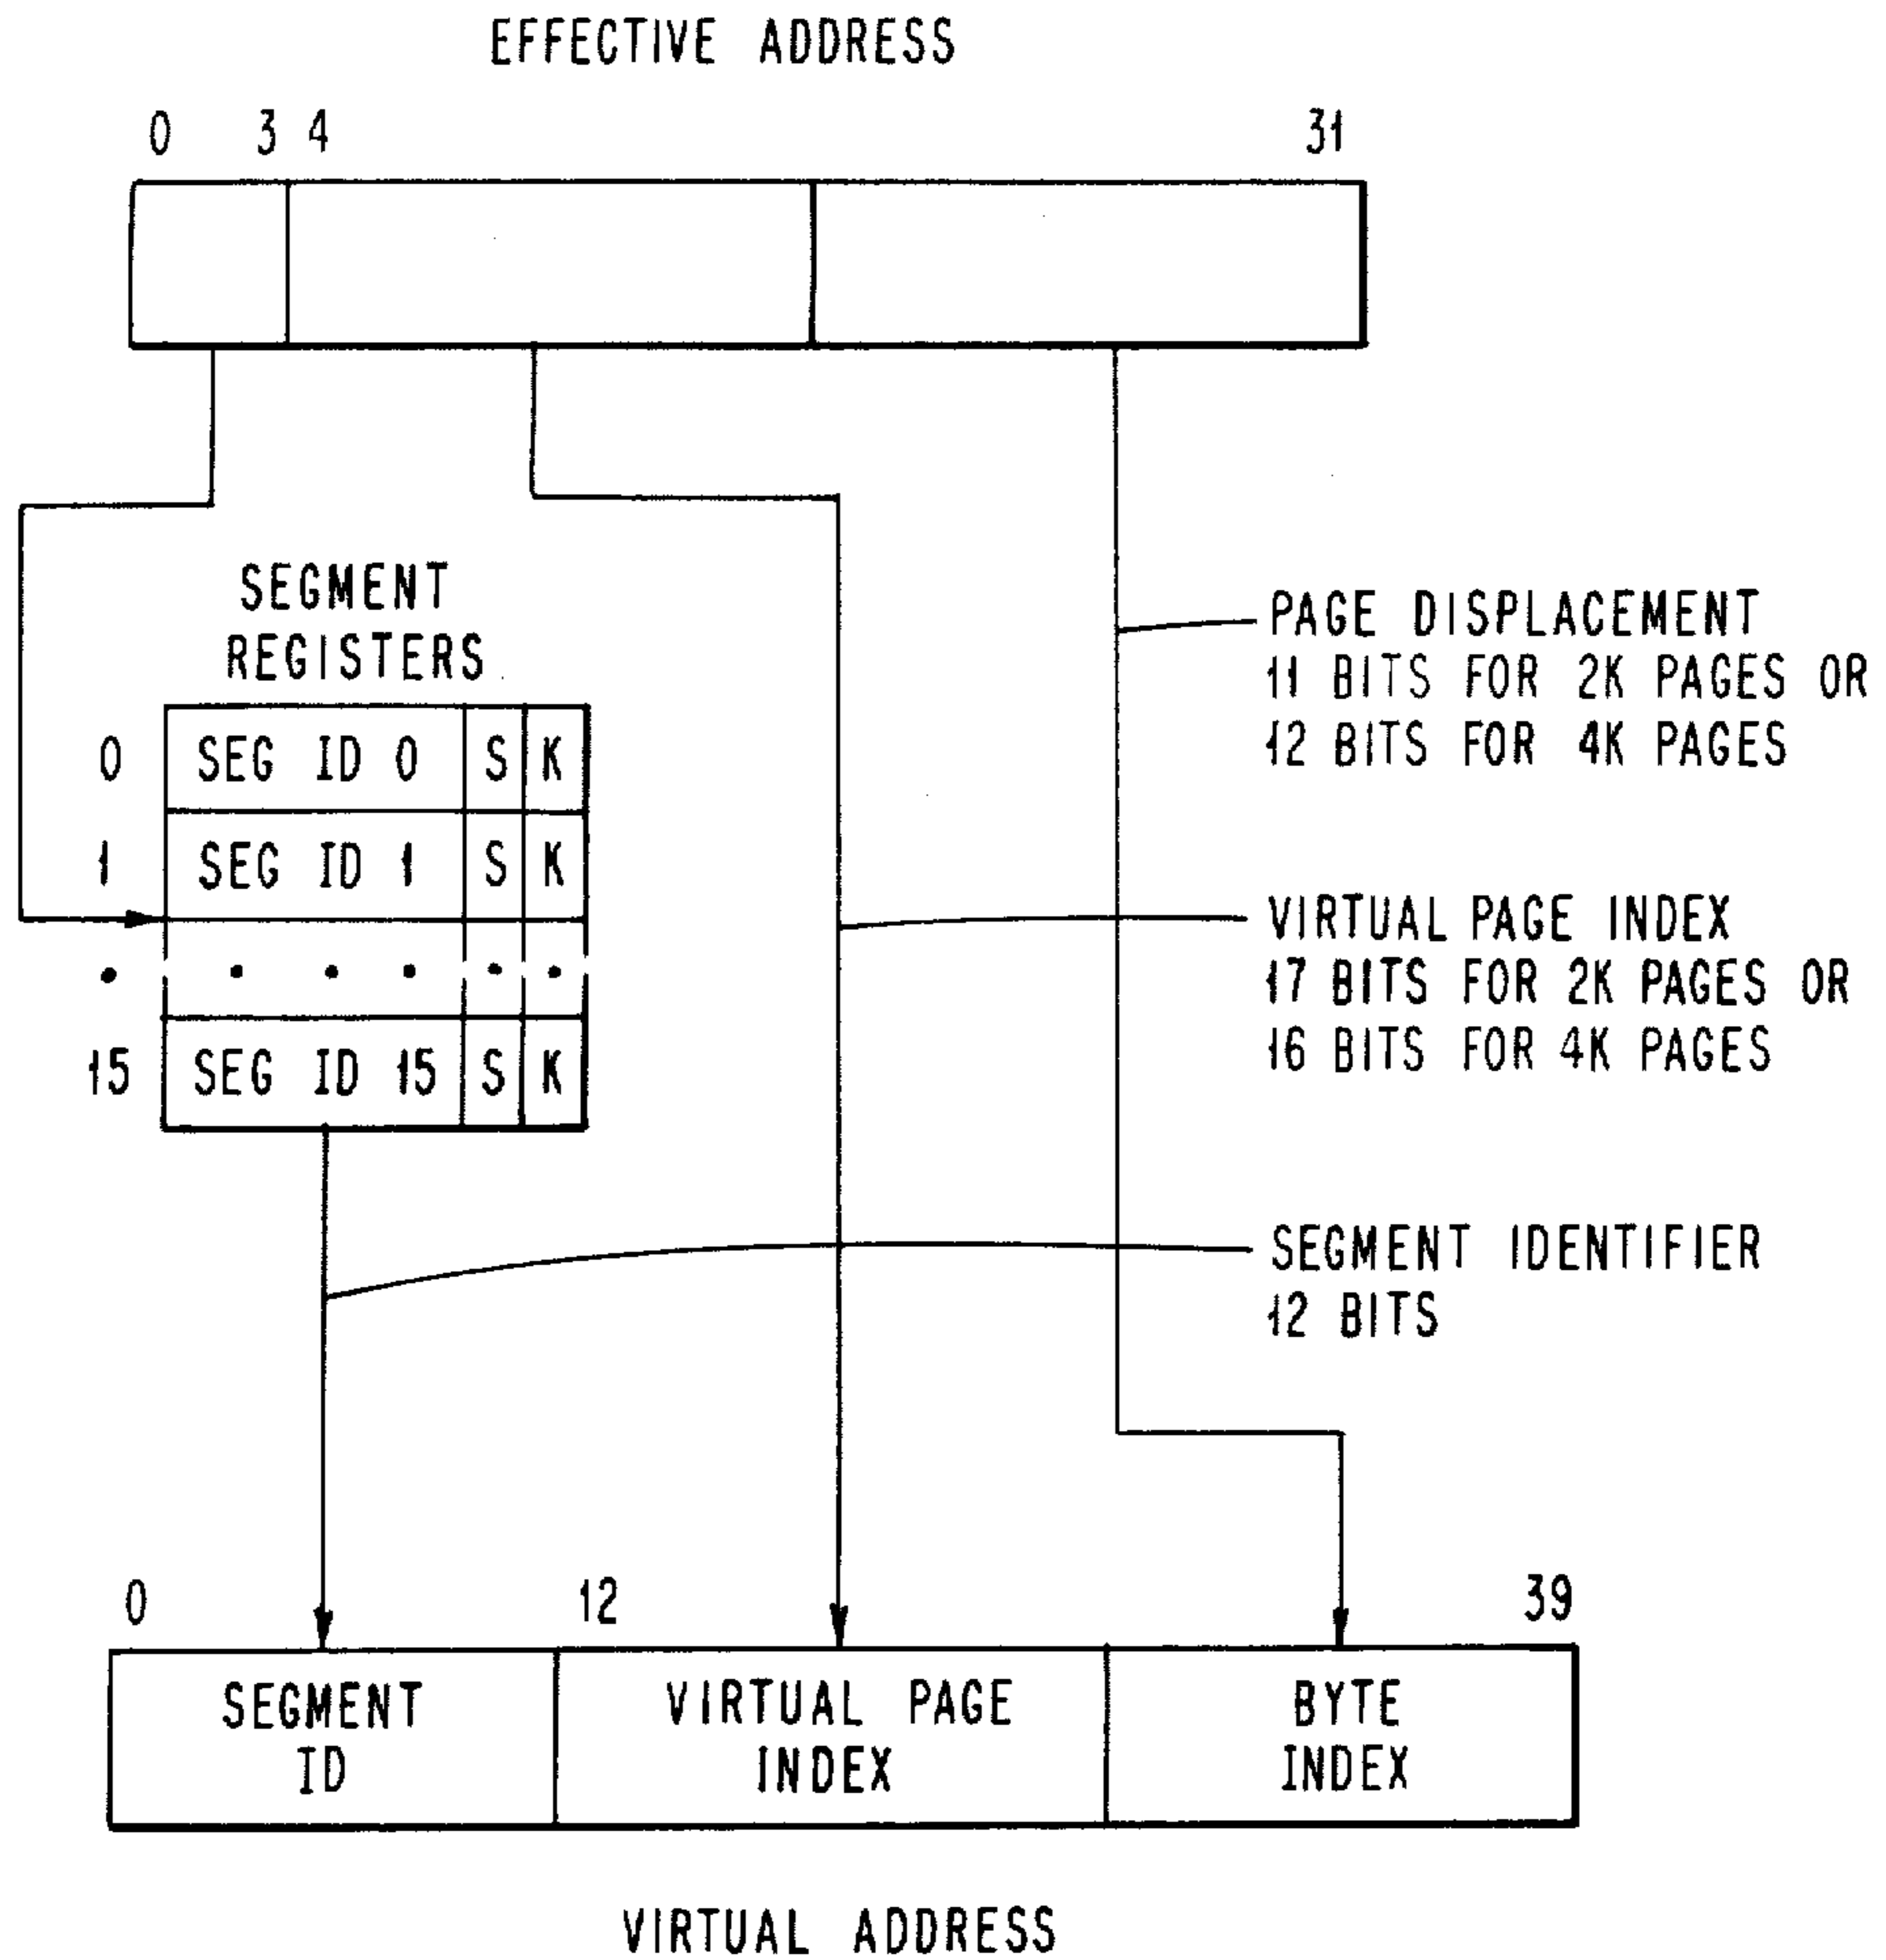 EFFECTIVE ADDRESS
0 3 4 31
SEGMENT
REGISTERS
0 SEG ID 0 S K
1 SEG ID 1 S K
• • • • • •
15 SEG ID 15 S K
PAGE DISPLACEMENT
11 BITS FOR 2K PAGES OR
12 BITS FOR 4K PAGES
VIRTUAL PAGE INDEX
17 BITS FOR 2K PAGES OR
16 BITS FOR 4K PAGES
SEGMENT IDENTIFIER
12 BITS
0 12 39
SEGMENT
ID
VIRTUAL PAGE
INDEX
BYTE
INDEX
VIRTUAL ADDRESS